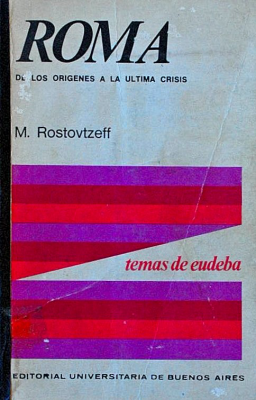 ROMA
DE LOS ORIGENES A LA ULTIMA CRISIS
M. Rostovtzeff
temas de eudeba
EDITORIAL UNIVERSITARIA DE BUENOS AIRES